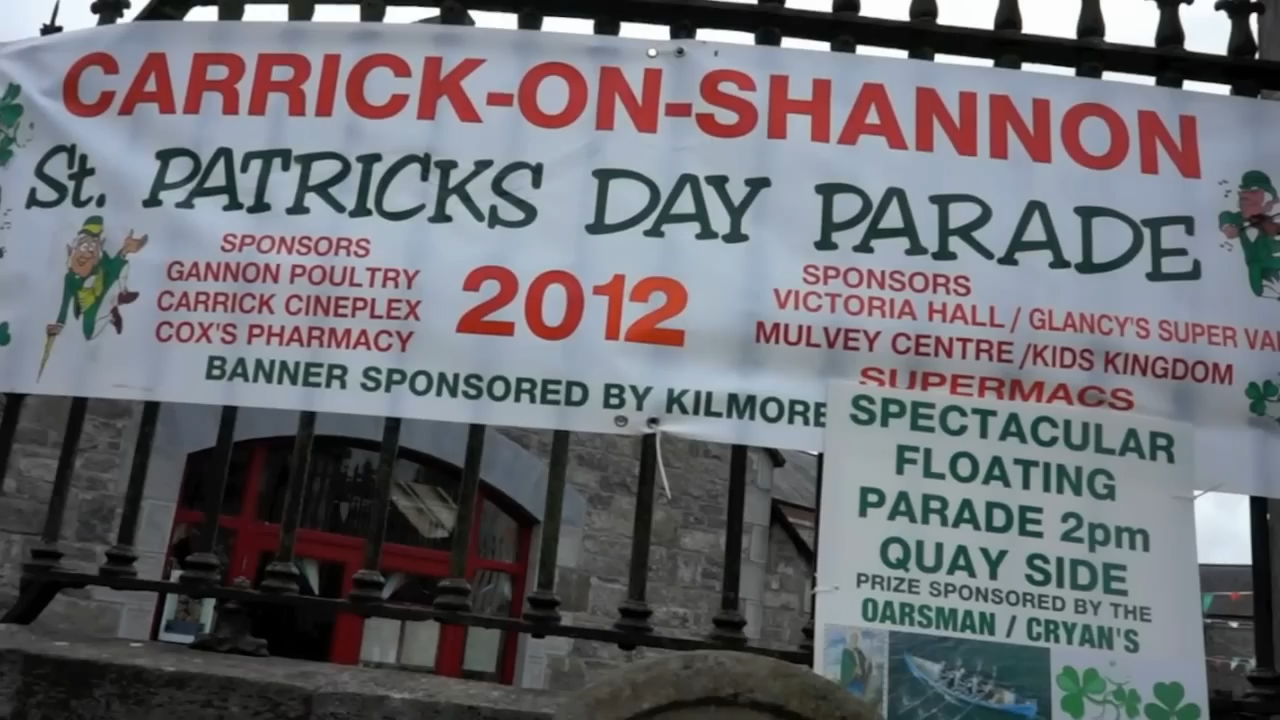 CARRICK-ON-SHANNON
St. PATRICKS DAY PARADE
SPONSORS
GANNON POULTRY
CARRICK CINEPLEX
COX'S PHARMACY
2012
SPONSORS
VICTORIA HALL / GLANCY'S SUPER
MULVEY CENTRE /KIDS KINGDOM
SUPERMACS
BANNER SPONSORED BY KILMORE
SPECTACULAR
FLOATING
PARADE 2pm
QUAY SIDE
PRIZE SPONSORED BY THE
OARSMAN / CRYAN'S